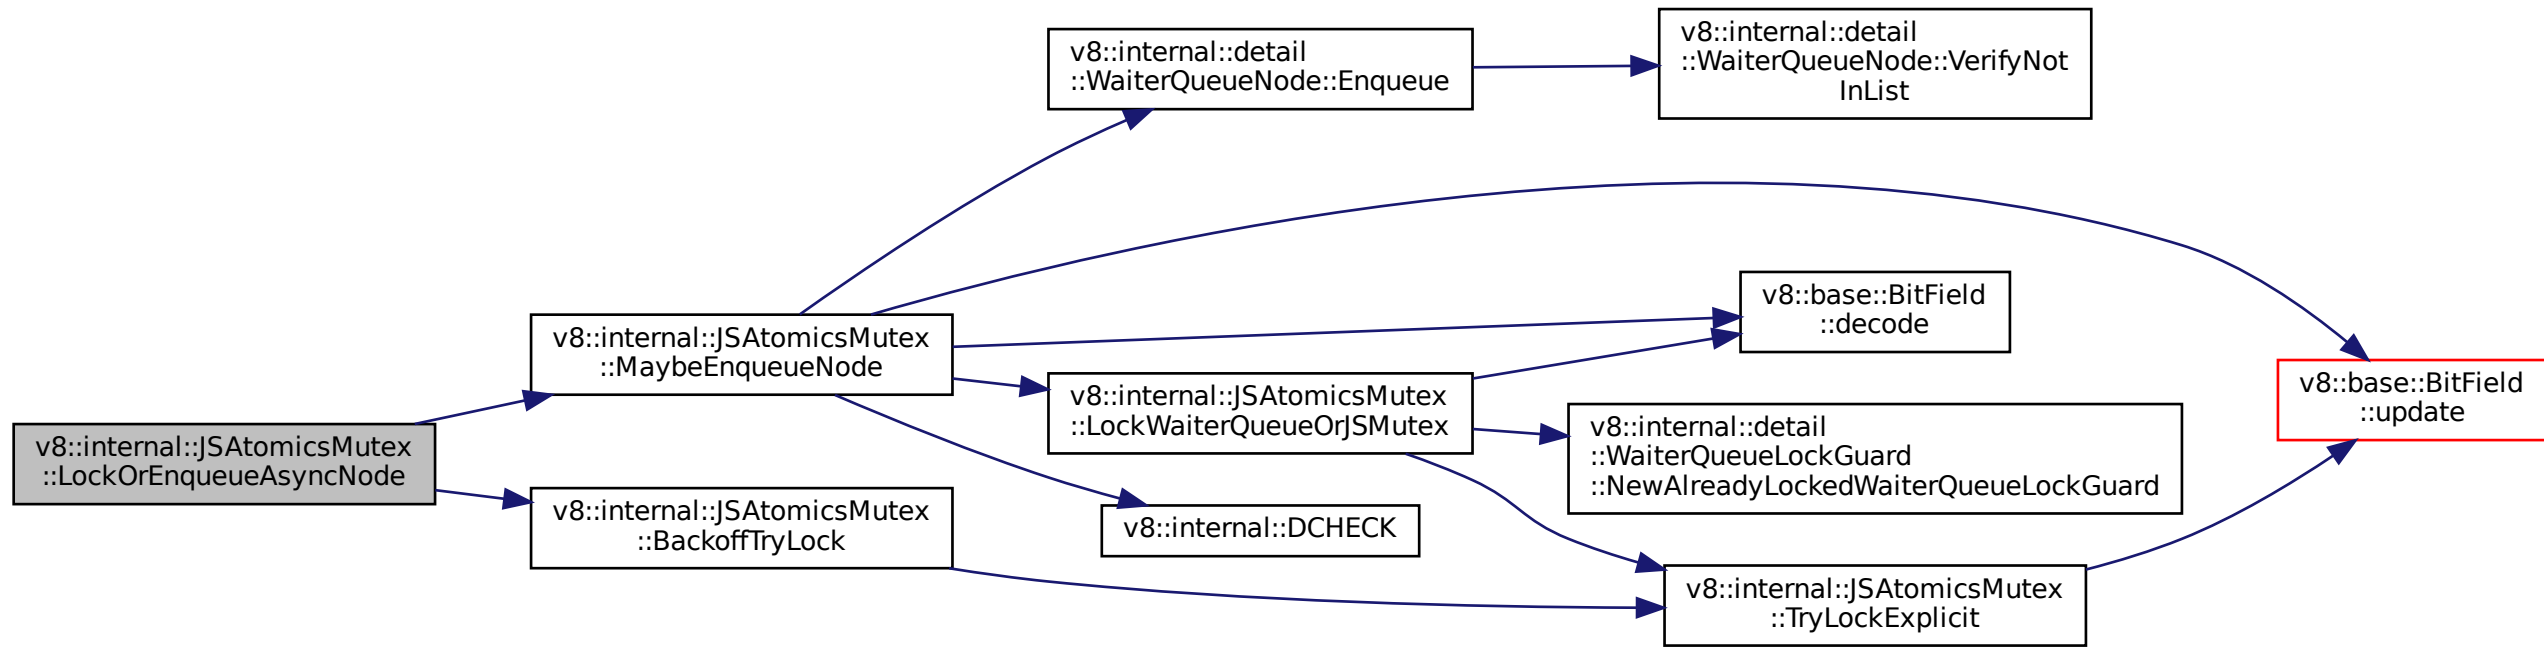 v8::internal::JSAtomicsMutex
::LockOrEnqueueAsyncNode
v8::internal::JSAtomicsMutex
::MaybeEnqueueNode
v8::internal::JSAtomicsMutex
::BackoffTryLock
v8::internal::detail
::WaiterQueueNode::Enqueue
v8::internal::JSAtomicsMutex
::LockWaiterQueueOrJSMutex
v8::internal::DCHECK
v8::internal::detail
::WaiterQueueNode::VerifyNot
InList
v8::base::BitField
::decode
v8::internal::detail
::WaiterQueueLockGuard
::NewAlreadyLockedWaiterQueueLockGuard
v8::internal::JSAtomicsMutex
::TryLockExplicit
v8::base::BitField
::update